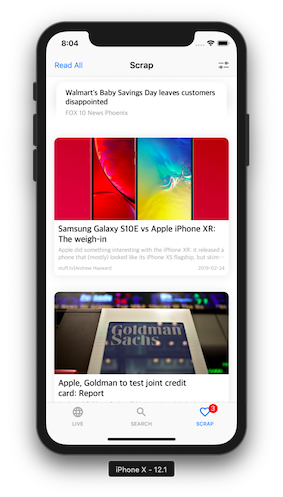 8:04
Read All
Scrap
Walmart's Baby Savings Day leaves customers
disappointed
FOX 10 News Phoenix
Samsung Galaxy S10E vs Apple iPhone XR:
The weigh-in
Apple did something interesting with the iPhone XR: it released a
phone that (mostly) looked like its iPhone XS flagship, but skim···
stuff.tv|Andrew Hayward
2019-02-24
Goldman
Sachs
Apple, Goldman to test joint credit
card: Report
LIVE
SEARCH
3
SCRAP
iPhone X - 12.1